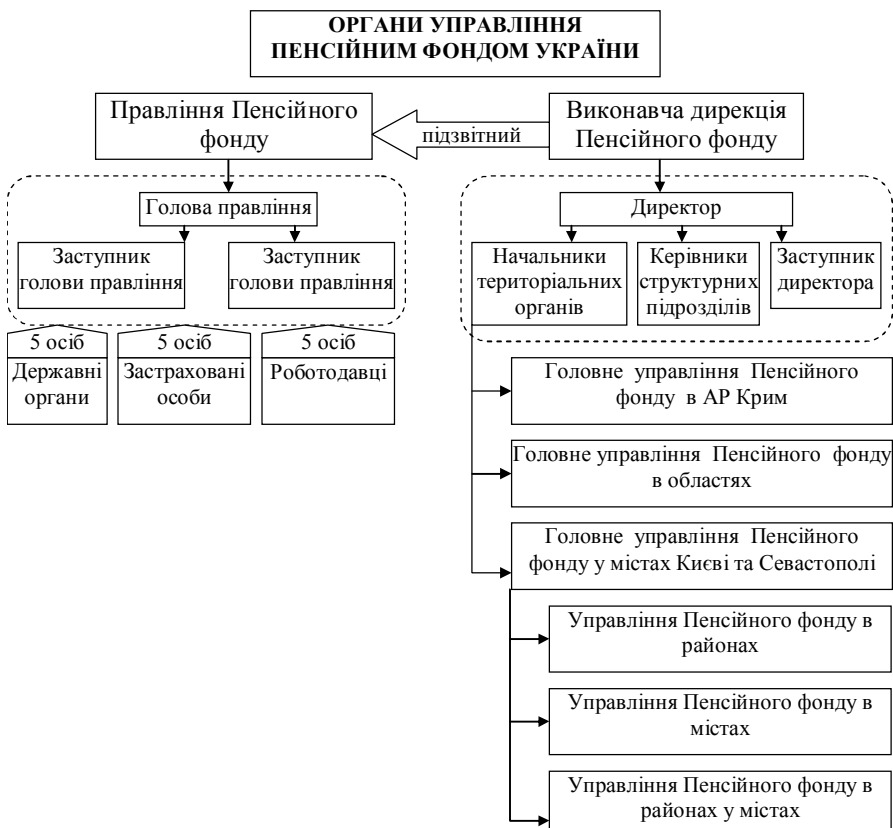 ОРГАНИ УПРАВЛІННЯ
ПЕНСІЙНИМ ФОНДОМ УКРАЇНИ
Правління Пенсійного
фонду
підзвітний
Виконавча дирекція
Пенсійного фонду
Голова правління
Заступник
голови правління
Заступник
голови правління
5 осіб
Державні
органи
5 осіб
Застраховані
особи
5 осіб
Роботодавці
Директор
Начальники
територіальних
органів
Керівники
структурних
підрозділів
Заступник
директора
Головне управління Пенсійного
фонду в АР Крим
Головне управління Пенсійного фонду
в областях
Головне управління Пенсійного
фонду у містах Києві та Севастополі
Управління Пенсійного фонду в
районах
Управління Пенсійного фонду в
містах
Управління Пенсійного фонду в
районах у містах